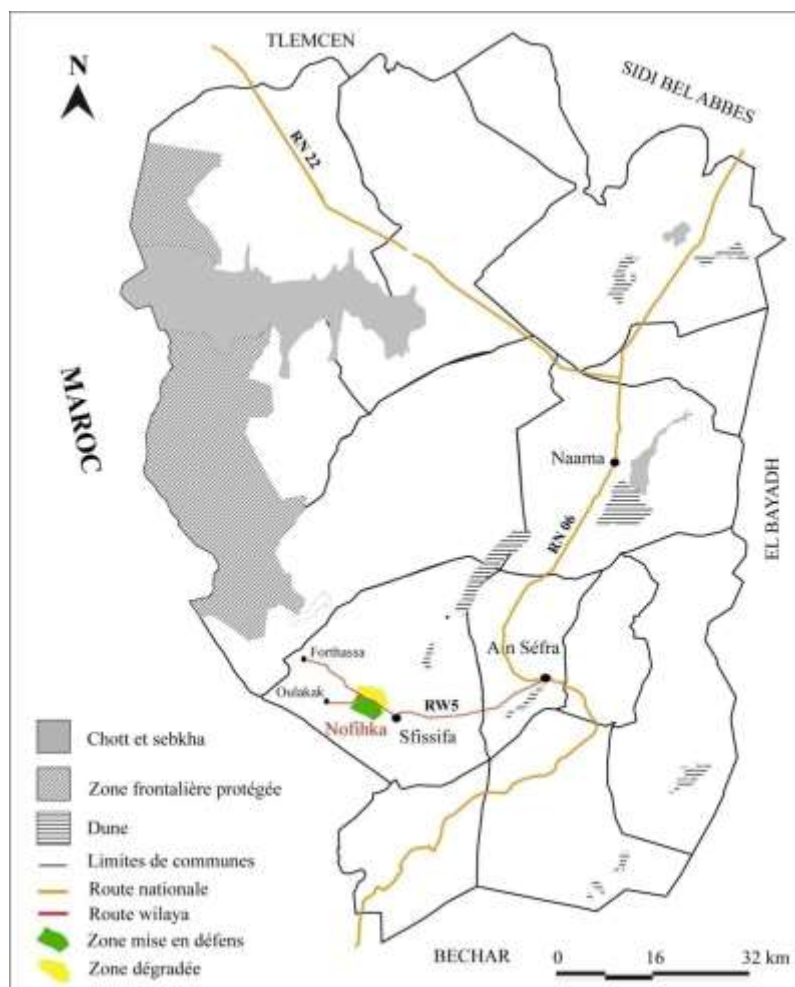 TLEMCEN
N
SIDI BEL ABBES
RN 22
MAROC
Naama
EL BAYADH
RN 06
A n Séfra
Forthassa
Oulakak
RW5
Nofihka
Sfissifa
Chott et sebkha
Zone frontalière protégée
Dune
Limites de communes
Route nationale
Route wilaya
Zone mise en défens
Zone dégradée
BECHAR
0 16 32 km